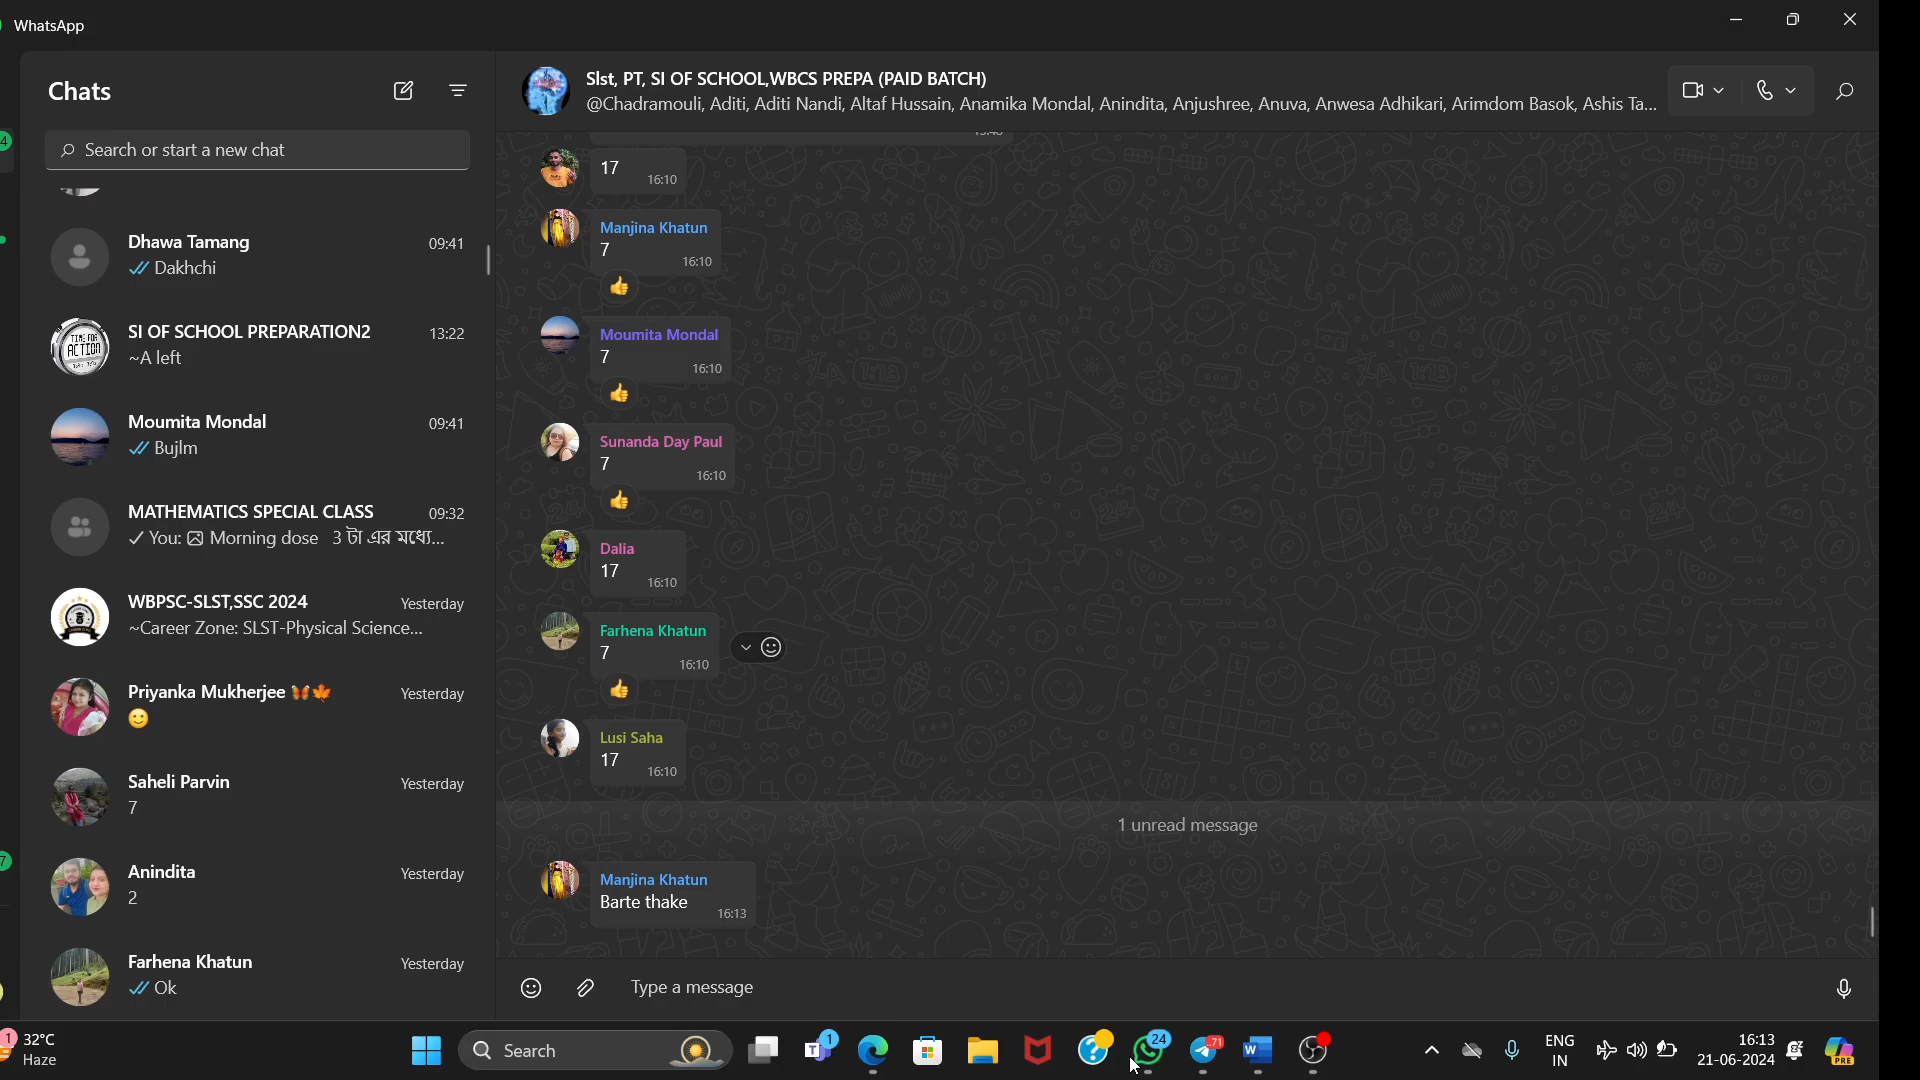 WhatsApp
Chats
Search or start a new chat
Dhawa Tamang 09:41
Dakhchi
SI OF SCHOOL PREPARATION2 13:22
~A left
Moumita Mondal 09:41
Bujlm
MATHEMATICS SPECIAL CLASS 09:32
You: Morning dose 3 টা এর মধ্যে...
WBPSC-SLST,SSC 2024 Yesterday
~Career Zone: SLST-Physical Science...
Priyanka Mukherjee Yesterday
🙂
Saheli Parvin Yesterday
7
Anindita Yesterday
2
Farhena Khatun Yesterday
Ok
Slst, PT, SI OF SCHOOL,WBCS PREPA (PAID BATCH)
@Chadramouli, Aditi, Aditi Nandi, Altaf Hussain, Anamika Mondal, Anindita, Anjushree, Anuva, Anwesa Adhikari, Arimdom Basok, Ashis Ta...
17
16:10
Manjina Khatun
7
16:10
👍
Moumita Mondal
7
16:10
👍
Sunanda Day Paul
7
16:10
👍
Dalia
17
16:10
Farhena Khatun
7
16:10
👍
Lusi Saha
17
16:10
1 unread message
Manjina Khatun
Barte thake
16:13
Type a message
1 32°C
Haze
Search
1
24
.71
ENG
IN
16:13
21-06-2024
PRE